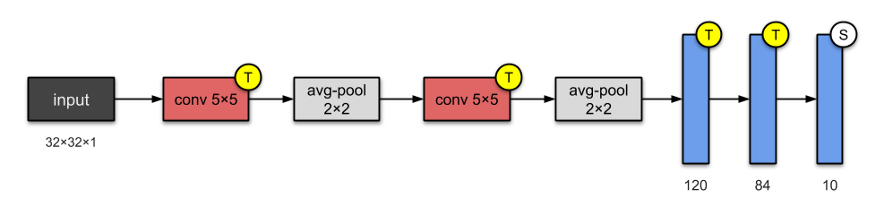 input
32×32×1
conv 5×5
T
avg-pool
2×2
conv 5×5
T
avg-pool
2×2
T
120
T
84
S
10